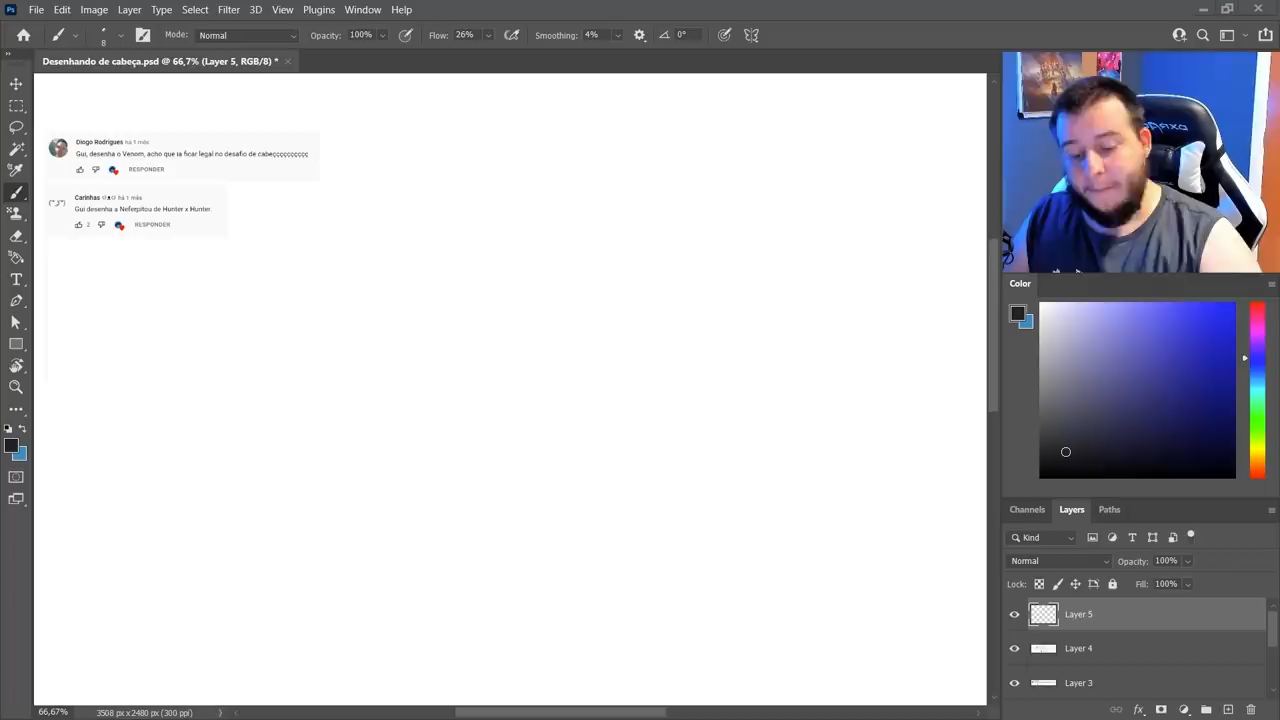 Ps File Edit Image Layer Type Select Filter 3D View Plugins Window Help
8 Mode: Normal Opacity: 100% Flow: 26% Smoothing: 4% 0°
Desenhando de cabeça.psd @ 66,7% (Layer 5, RGB/8) *
Diogo Rodrigues há 1 mês
Gui, desenha o Venom, acho que ia ficar legal no desafio de cabeçççççççççç
RESPONDER
Carinhas há 1 mês
Gui desenha a Neferpitou de Hunter x Hunter.
2 RESPONDER
Color
Channels Layers Paths
Kind
Normal Opacity: 100%
Lock: Fill: 100%
Layer 5
Layer 4
Layer 3
66,67% 3508 px x 2480 px (300 ppi)